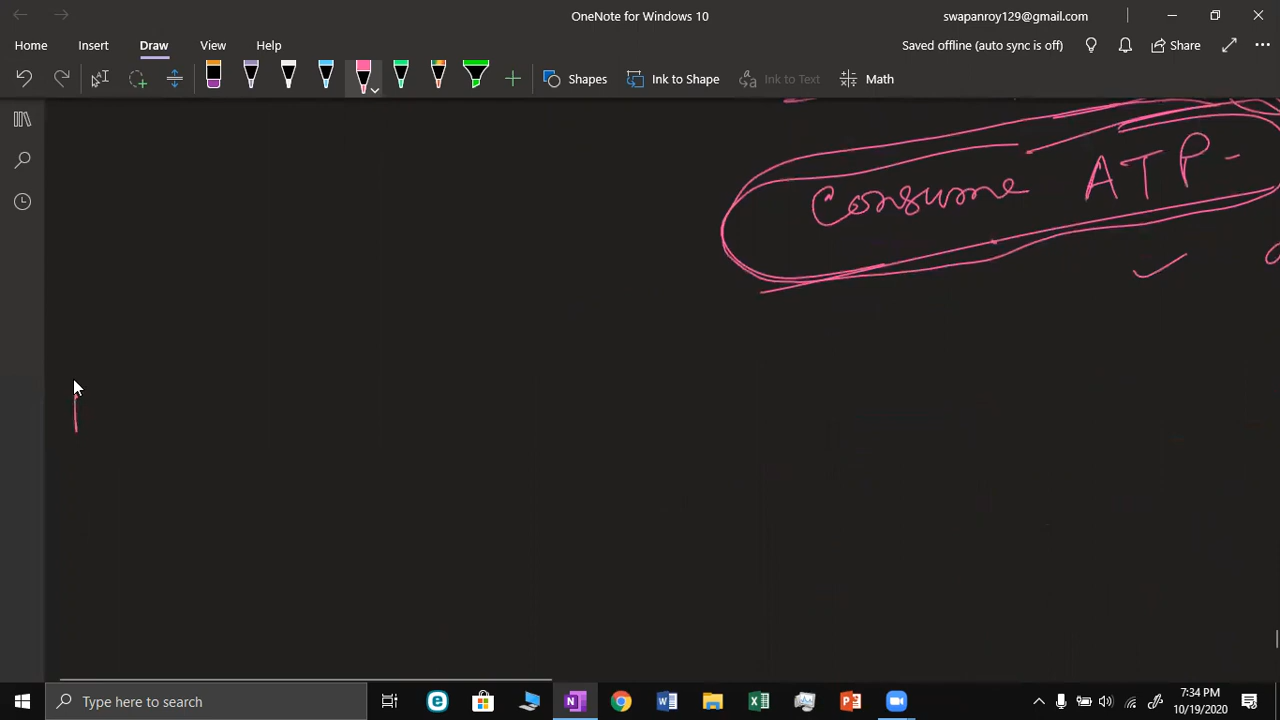 OneNote for Windows 10
swapanroy129@gmail.com
Home Insert Draw View Help
Saved offline (auto sync is off)
Share
Shapes
Ink to Shape
Ink to Text
Math
Consume ATP-
Type here to search
7:34 PM
10/19/2020